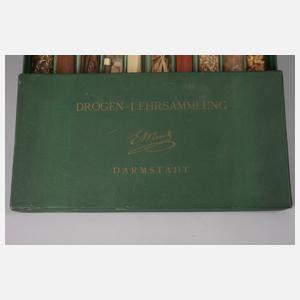 DROGEN-LEHRSAMMLUNG
E. Merck
DARMSTADT